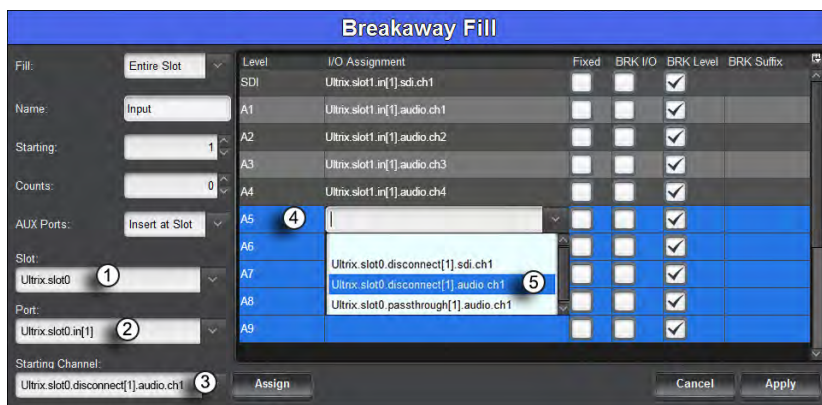 Breakaway Fill
Fill: Entire Slot
Name: Input
Starting: 1
Counts: 0
AUX Ports: Insert at Slot
Slot:
Ultrix.slot0 1
Port:
Ultrix.slot0.in[1] 2
Starting Channel:
Ultrix.slot0.disconnect[1].audio.ch1 3
Level I/O Assignment Fixed BRK I/O BRK Level BRK Suffix
SDI Ultrix.slot1.in[1].sdi.ch1
A1 Ultrix.slot1.in[1].audio.ch1
A2 Ultrix.slot1.in[1].audio.ch2
A3 Ultrix.slot1.in[1].audio.ch3
A4 Ultrix.slot1.in[1].audio.ch4
A5 4
A6
Ultrix.slot0.disconnect[1].sdi.ch1
A7 Ultrix.slot0.disconnect[1].audio.ch1 5
A8 Ultrix.slot0.passthrough[1].audio.ch1
A9
Assign Cancel Apply